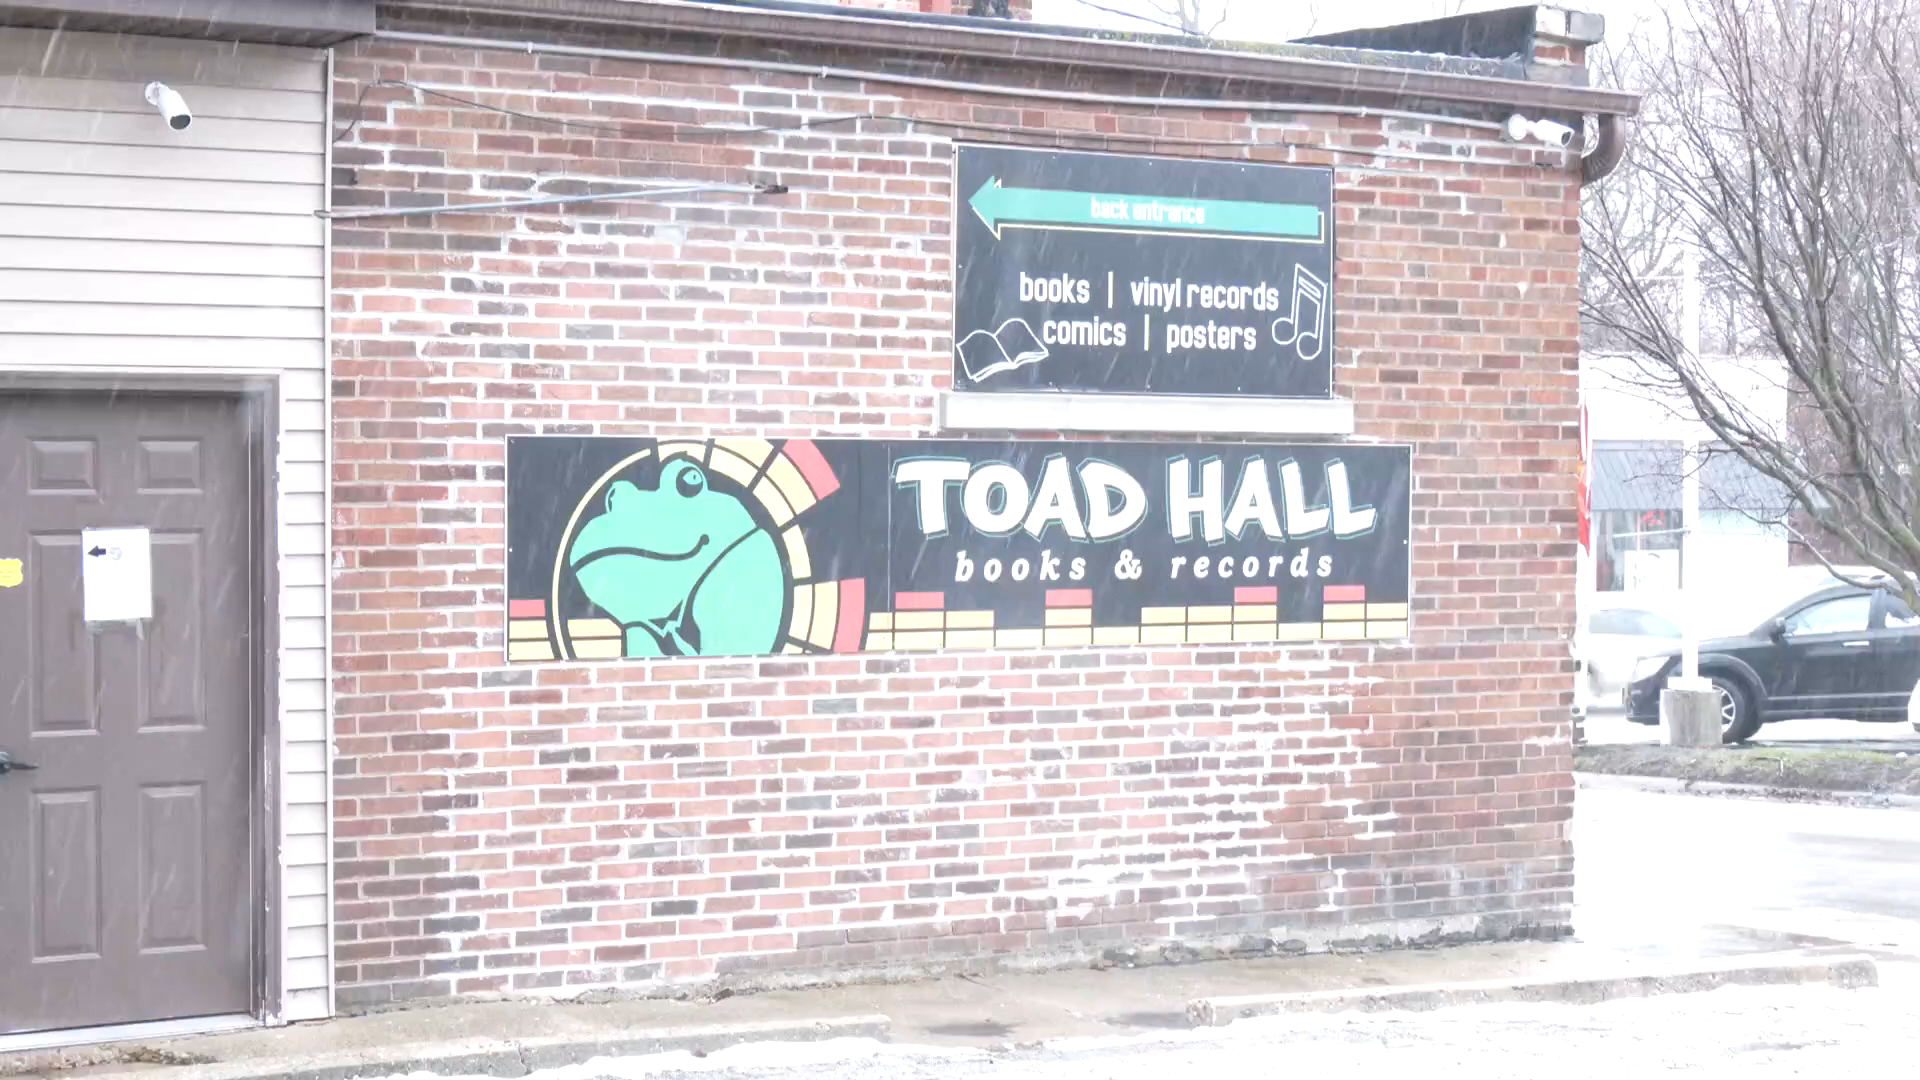 back entrance
books | vinyl records
comics | posters
TOAD HALL
books & records